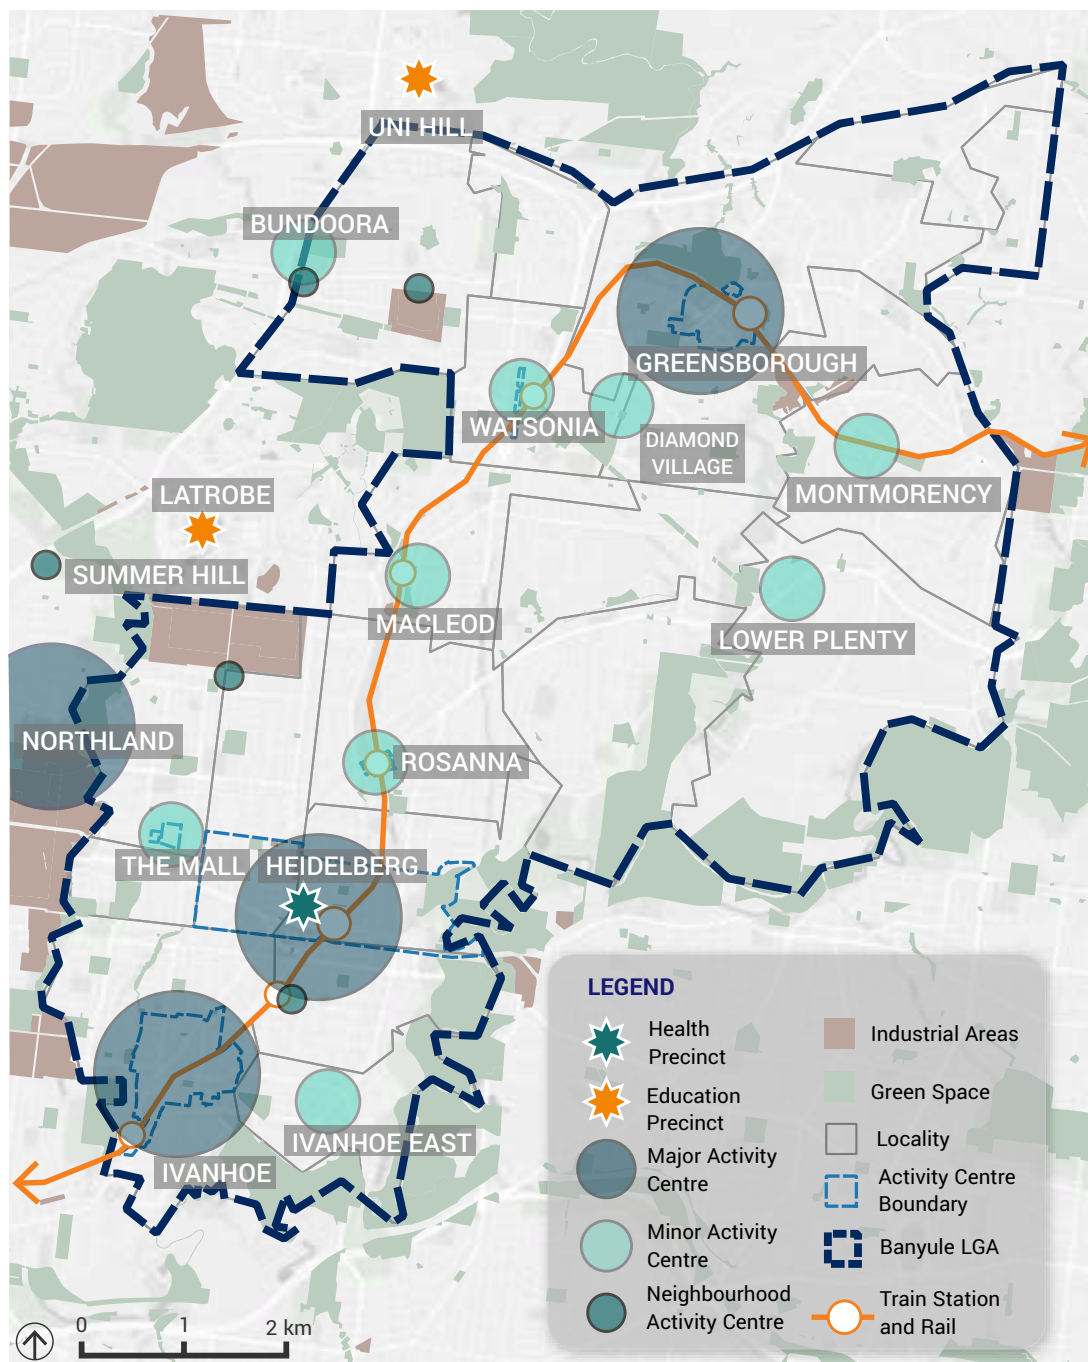 UNI HILL
BUNDOORA
GREENSBOROUGH
WATSONIA
DIAMOND
VILLAGE
LATROBE
MONTMORENCY
SUMMER HILL
MACLEOD
LOWER PLENTY
NORTHLAND
ROSANNA
THE MALL
HEIDELBERG
IVANHOE EAST
IVANHOE
LEGEND
Health
Precinct
Education
Precinct
Major Activity
Centre
Minor Activity
Centre
Neighbourhood
Activity Centre
Industrial Areas
Green Space
Locality
Activity Centre
Boundary
Banyule LGA
Train Station
and Rail
0 1 2 km